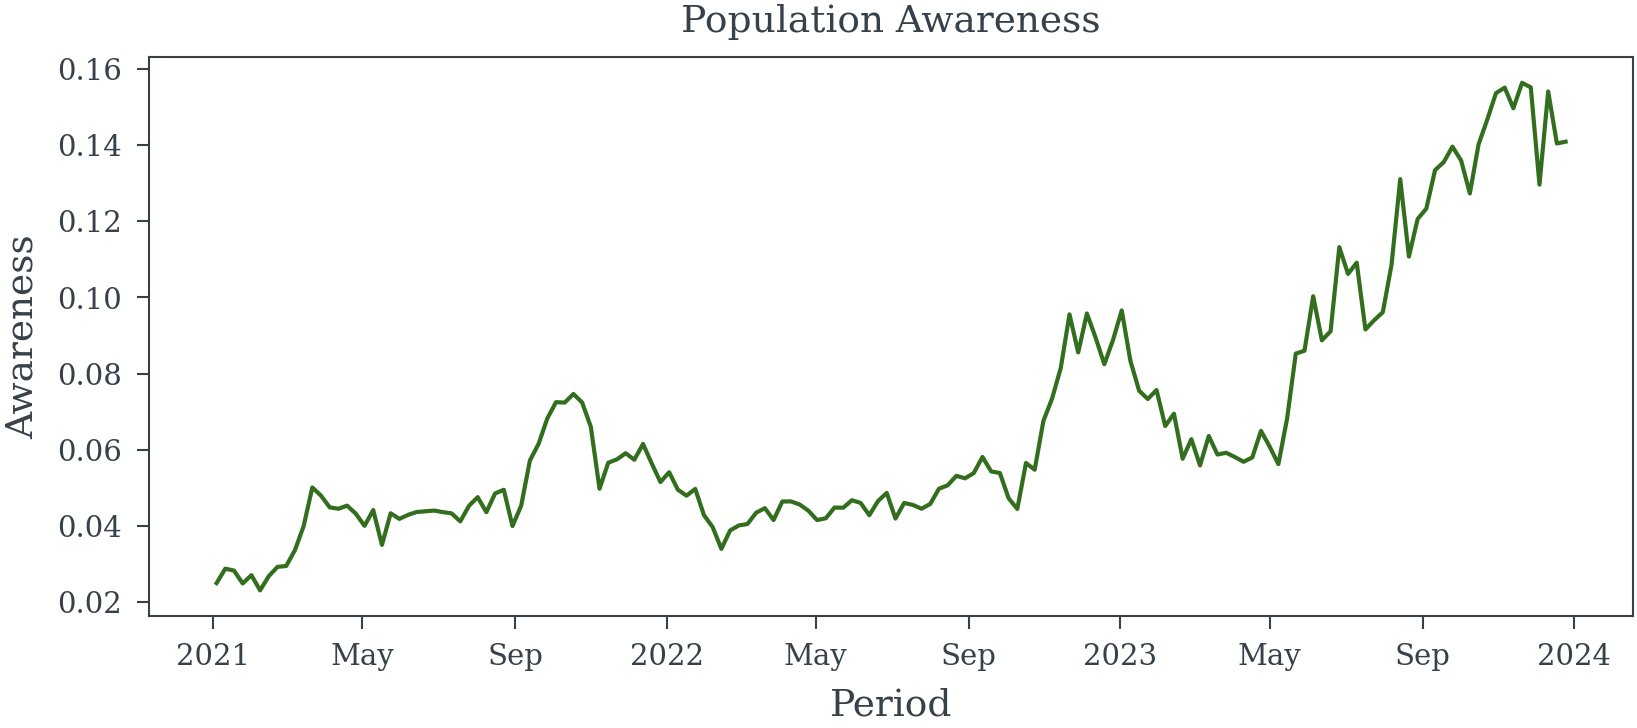 Population Awareness
0.16
0.14
0.12
0.10
0.08
0.06
0.04
0.02
Awareness
2021 May Sep 2022 May Sep 2023 May Sep 2024
Period